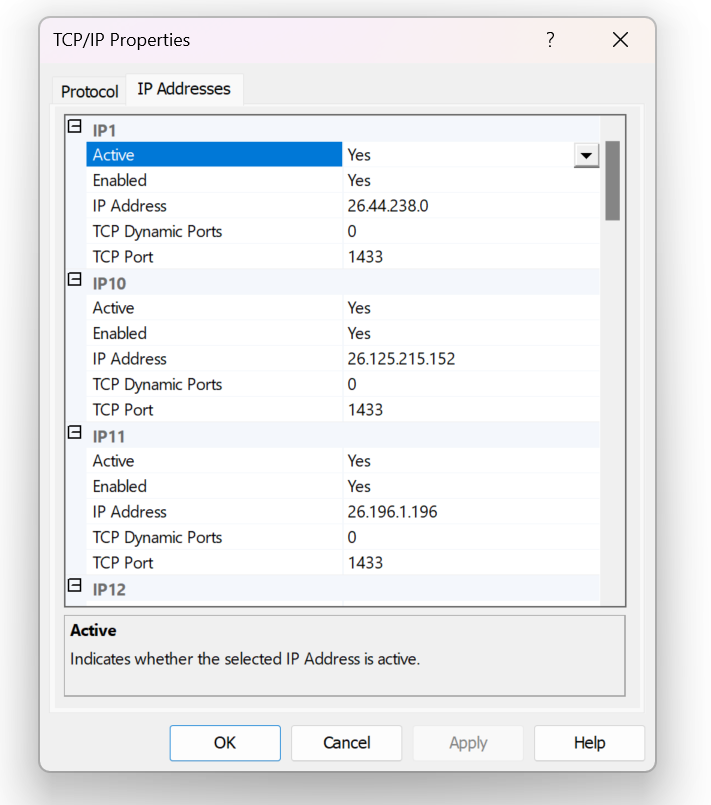 TCP/IP Properties ?
Protocol IP Addresses
IP1
Active Yes
Enabled Yes
IP Address 26.44.238.0
TCP Dynamic Ports 0
TCP Port 1433
IP10
Active Yes
Enabled Yes
IP Address 26.125.215.152
TCP Dynamic Ports 0
TCP Port 1433
IP11
Active Yes
Enabled Yes
IP Address 26.196.1.196
TCP Dynamic Ports 0
TCP Port 1433
IP12
Active
Indicates whether the selected IP Address is active.
OK Cancel Apply Help